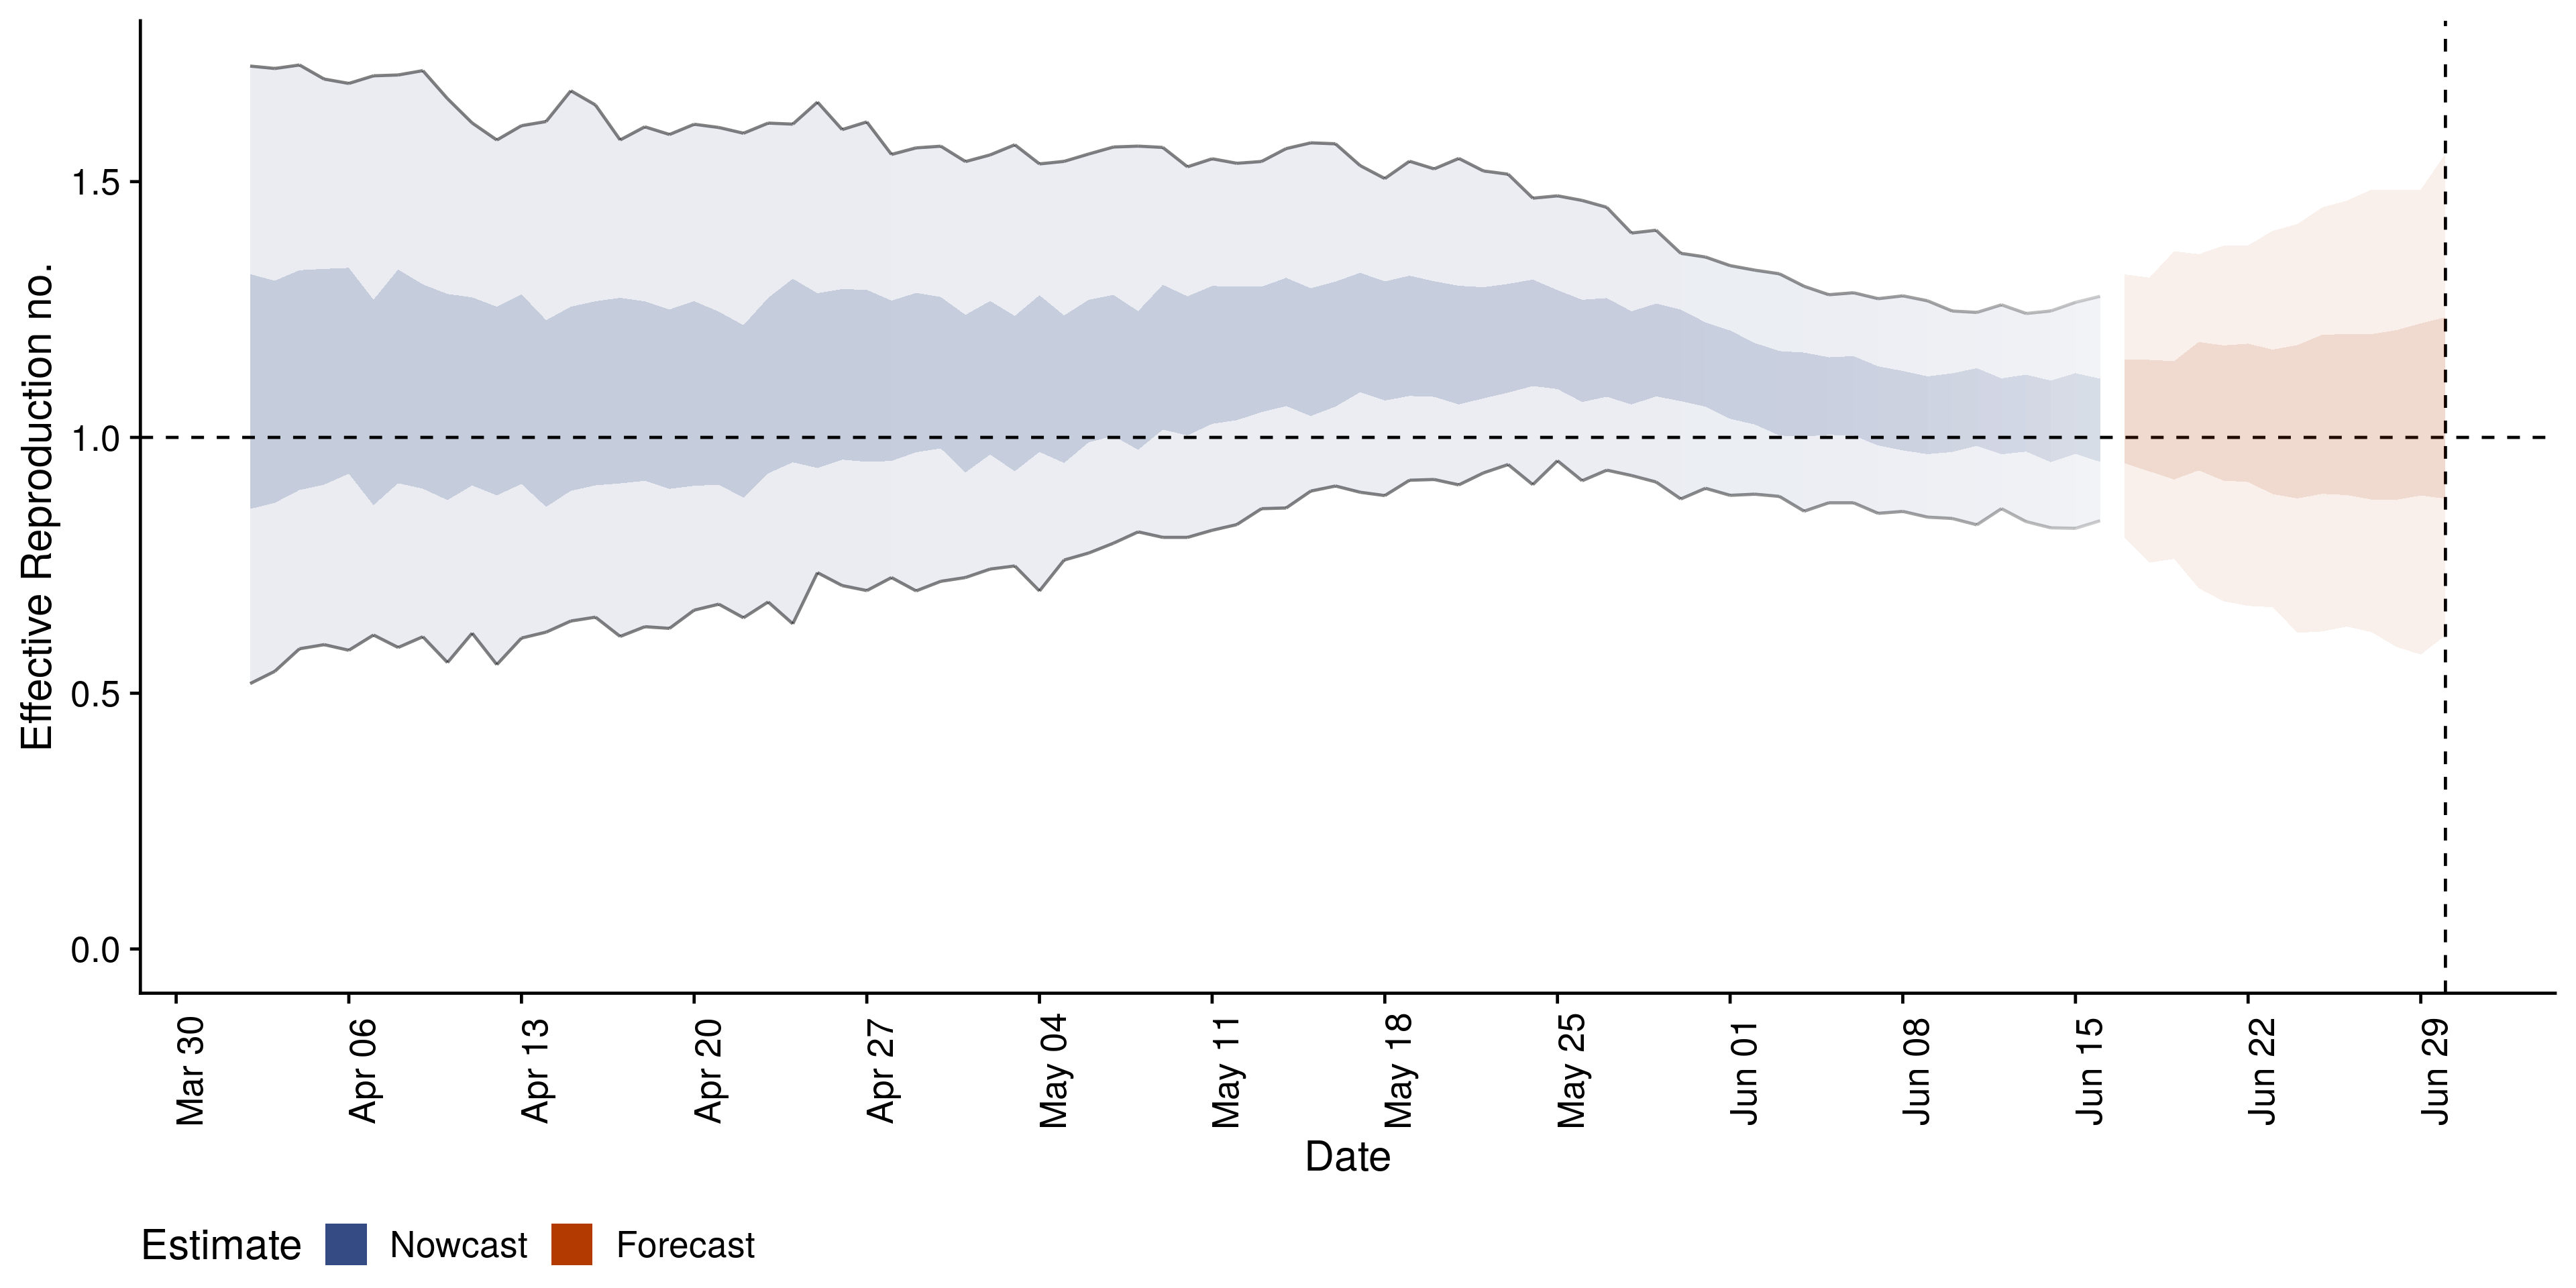 Effective Reproduction no.
1.5
1.0
0.5
0.0
Mar 30
Apr 06
Apr 13
Apr 20
Apr 27
May 04
May 11
May 18
May 25
Jun 01
Jun 08
Jun 15
Jun 22
Jun 29
Date
Estimate Nowcast Forecast